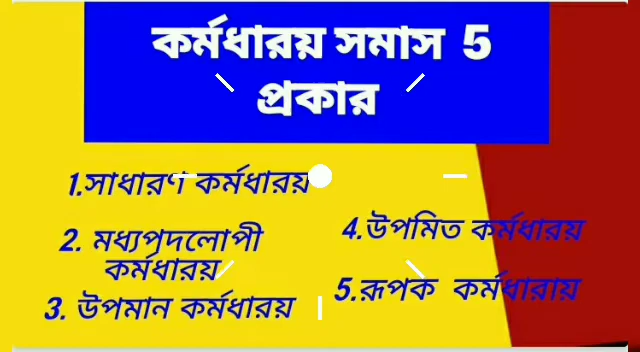 কর্মধারয় সমাস 5
প্রকার
1.সাধারণ কর্মধারয়
2. মধ্যপদলোপী
কর্মধারয়
3. উপমান কর্মধারয়
4.উপমিত কর্মধারয়
5.রূপক কর্মধারায়